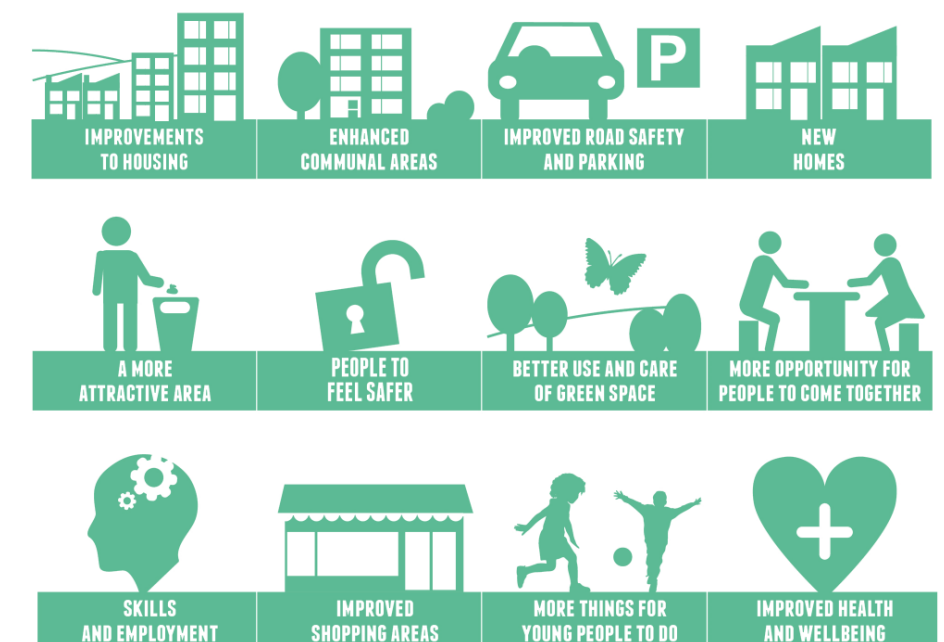 P
IMPROVEMENTS
TO HOUSING
ENHANCED
COMMUNAL AREAS
IMPROVED ROAD SAFETY
AND PARKING
NEW
HOMES
A MORE
ATTRACTIVE AREA
PEOPLE TO
FEEL SAFER
BETTER USE AND CARE
OF GREEN SPACE
MORE OPPORTUNITY FOR
PEOPLE TO COME TOGETHER
SKILLS
AND EMPLOYMENT
IMPROVED
SHOPPING AREAS
MORE THINGS FOR
YOUNG PEOPLE TO DO
IMPROVED HEALTH
AND WELLBEING